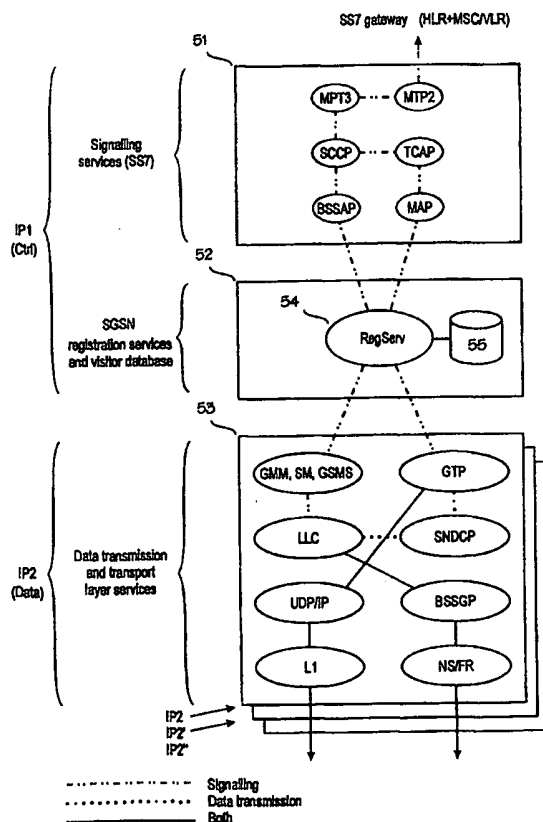 SS7 gateway (HLR+MSC/VLR)
51
MPT3
MTP2
Signalling
services (SS7)
SCCP
TCAP
BSSAP
MAP
IP1
(Ctrl)
52
54
SGSN
registration services
and visitor database
RegServ
55
53
GMM, SM, GSMS
GTP
LLC
SNDCP
IP2
(Data)
Data transmission
and transport
layer services
UDP/IP
BSSGP
L1
NS/FR
IP2
IP2'
IP2"
Signalling
Data transmission
Both